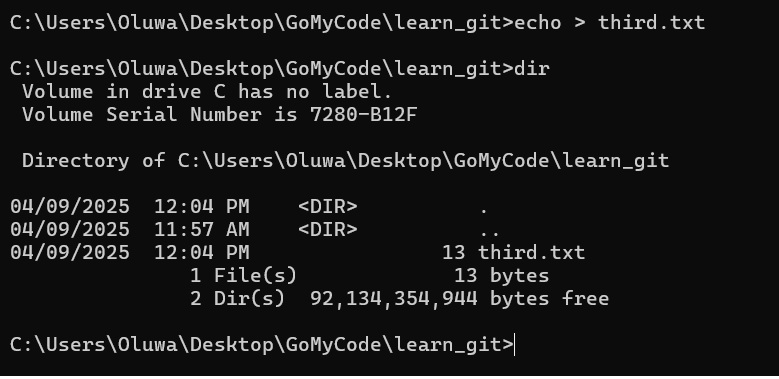 C:\Users\Oluwa\Desktop\GoMyCode\learn_git>echo > third.txt
C:\Users\Oluwa\Desktop\GoMyCode\learn_git>dir
 Volume in drive C has no label.
 Volume Serial Number is 7280-B12F
 Directory of C:\Users\Oluwa\Desktop\GoMyCode\learn_git
04/09/2025  12:04 PM    <DIR>          .
04/09/2025  11:57 AM    <DIR>          ..
04/09/2025  12:04 PM                13 third.txt
               1 File(s)             13 bytes
               2 Dir(s)  92,134,354,944 bytes free
C:\Users\Oluwa\Desktop\GoMyCode\learn_git>